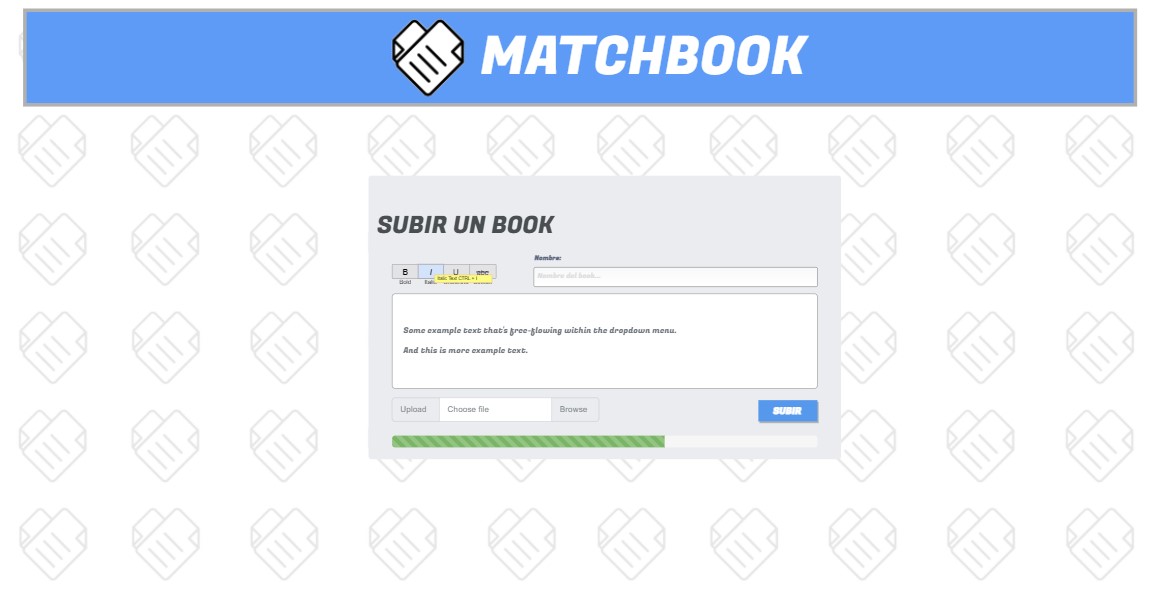 MATCHBOOK
SUBIR UN BOOK
Nombre:
B I U abc
Italic Text CTRL + I
Bold Italic
Nombre del book...
Some example text that's free-flowing within the dropdown menu.
And this is more example text.
Upload Choose file Browse
SUBIR